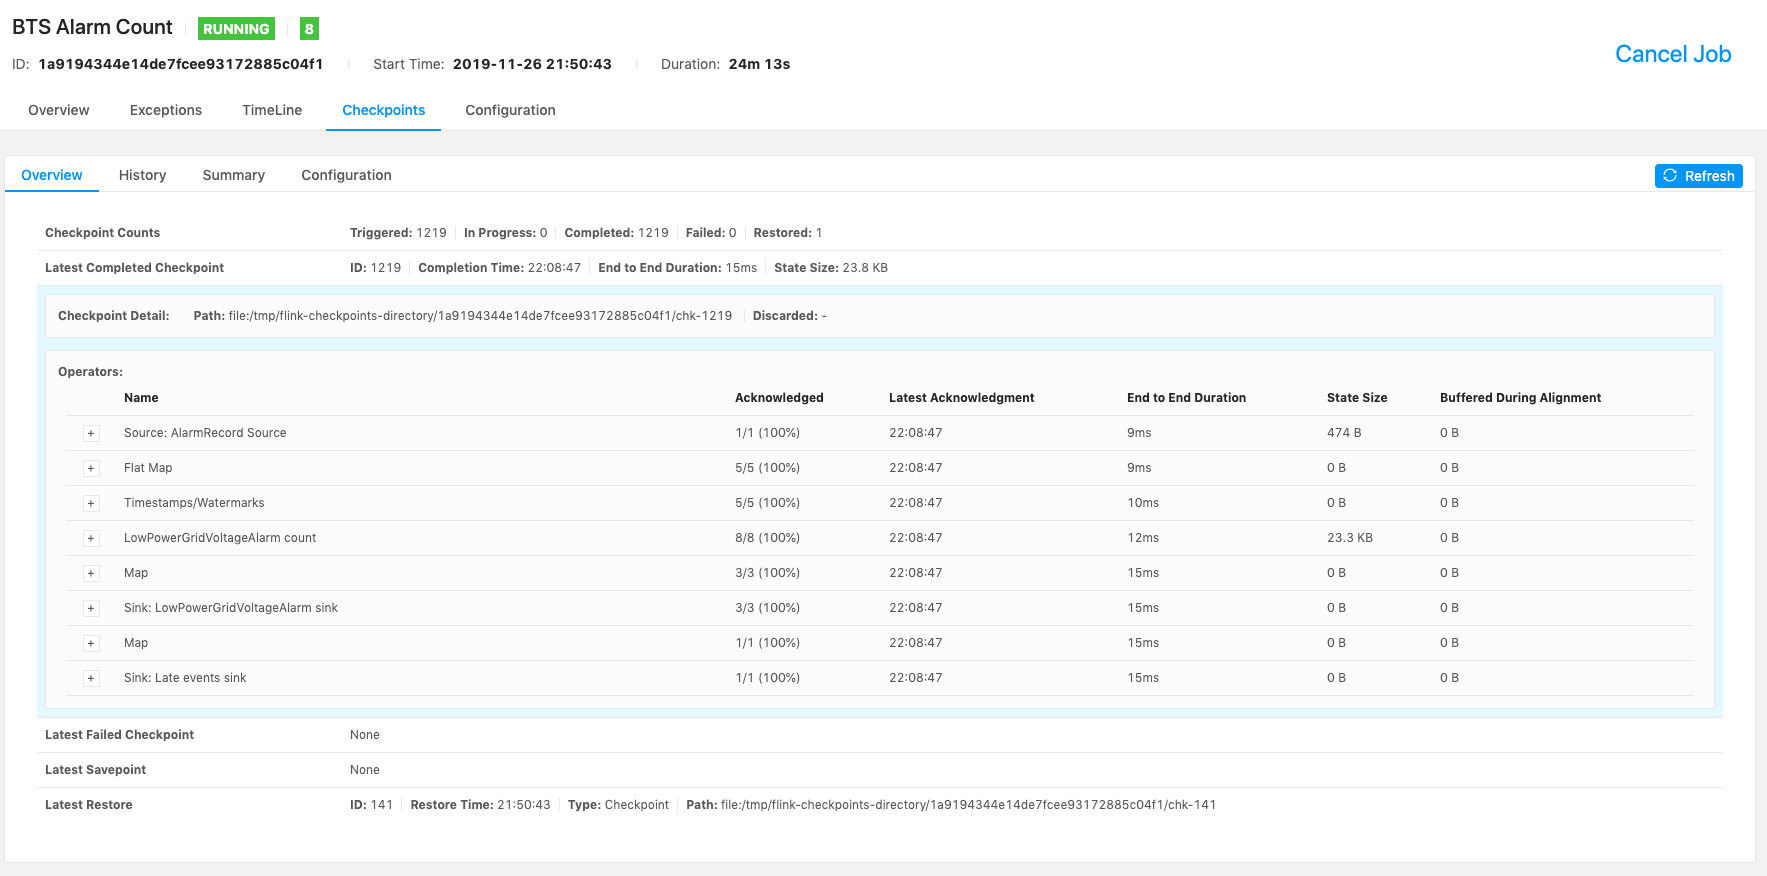 BTS Alarm Count RUNNING 8
Cancel Job
ID: 1a9194344e14de7fcee93172885c04f1 Start Time: 2019-11-26 21:50:43 Duration: 24m 13s
Overview Exceptions TimeLine Checkpoints Configuration
Overview History Summary Configuration Refresh
Checkpoint Counts Triggered: 1219 In Progress: 0 Completed: 1219 Failed: 0 Restored: 1
Latest Completed Checkpoint ID: 1219 Completion Time: 22:08:47 End to End Duration: 15ms State Size: 23.8 KB
Checkpoint Detail: Path: file:/tmp/flink-checkpoints-directory/1a9194344e14de7fcee93172885c04f1/chk-1219 Discarded: -
Operators:
Name Acknowledged Latest Acknowledgment End to End Duration State Size Buffered During Alignment
+ Source: AlarmRecord Source 1/1 (100%) 22:08:47 9ms 474 B 0 B
+ Flat Map 5/5 (100%) 22:08:47 9ms 0 B 0 B
+ Timestamps/Watermarks 5/5 (100%) 22:08:47 10ms 0 B 0 B
+ LowPowerGridVoltageAlarm count 8/8 (100%) 22:08:47 12ms 23.3 KB 0 B
+ Map 3/3 (100%) 22:08:47 15ms 0 B 0 B
+ Sink: LowPowerGridVoltageAlarm sink 3/3 (100%) 22:08:47 15ms 0 B 0 B
+ Map 1/1 (100%) 22:08:47 15ms 0 B 0 B
+ Sink: Late events sink 1/1 (100%) 22:08:47 15ms 0 B 0 B
Latest Failed Checkpoint None
Latest Savepoint None
Latest Restore ID: 141 Restore Time: 21:50:43 Type: Checkpoint Path: file:/tmp/flink-checkpoints-directory/1a9194344e14de7fcee93172885c04f1/chk-141